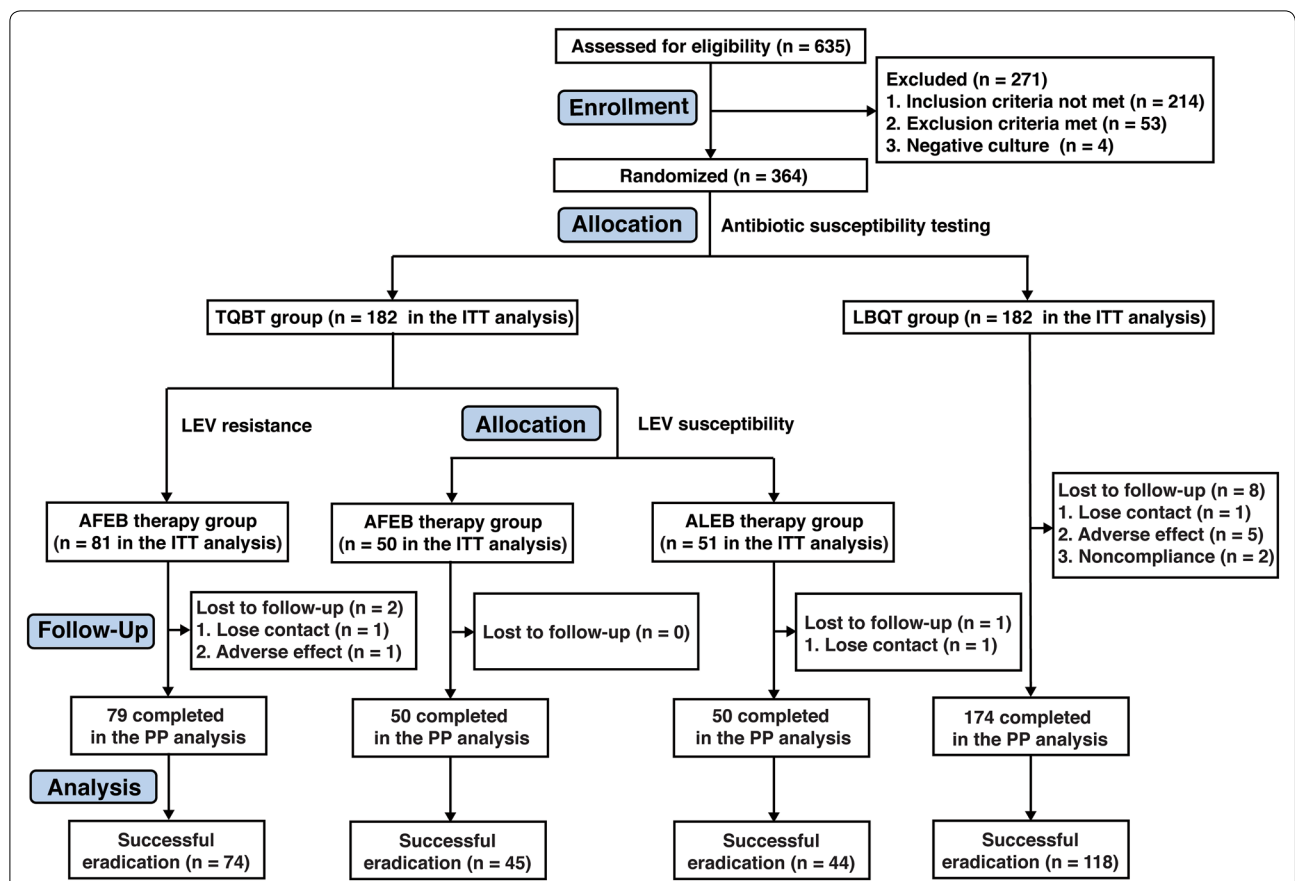 Assessed for eligibility (n = 635)
Excluded (n = 271)
1. Inclusion criteria not met (n = 214)
2. Exclusion criteria met (n = 53)
3. Negative culture (n = 4)
Enrollment
Randomized (n = 364)
Allocation
Antibiotic susceptibility testing
TQBT group (n = 182 in the ITT analysis)
LBQT group (n = 182 in the ITT analysis)
LEV resistance
Allocation
LEV susceptibility
AFEB therapy group
(n = 81 in the ITT analysis)
AFEB therapy group
(n = 50 in the ITT analysis)
ALEB therapy group
(n = 51 in the ITT analysis)
Lost to follow-up (n = 8)
1. Lose contact (n = 1)
2. Adverse effect (n = 5)
3. Noncompliance (n = 2)
Follow-Up
Lost to follow-up (n = 2)
1. Lose contact (n = 1)
2. Adverse effect (n = 1)
Lost to follow-up (n = 0)
Lost to follow-up (n = 1)
1. Lose contact (n = 1)
79 completed
in the PP analysis
50 completed
in the PP analysis
50 completed
in the PP analysis
174 completed
in the PP analysis
Analysis
Successful
eradication (n = 74)
Successful
eradication (n = 45)
Successful
eradication (n = 44)
Successful
eradication (n = 118)